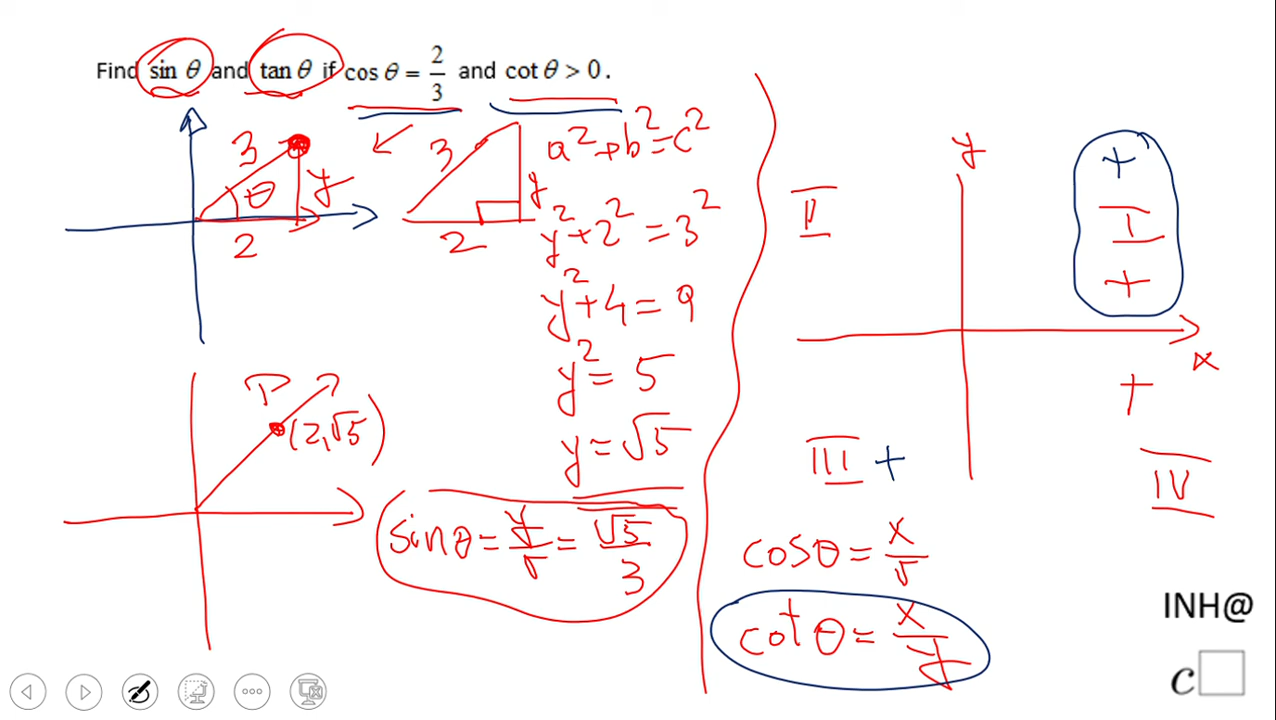 Find sin θ and tan θ if cos θ = 2/3 and cot θ > 0.
3
θ
y
2
3
y
2
a² + b² = c²
y² + 2² = 3²
y² + 4 = 9
y² = 5
y = √5
P
(2, √5)
sin θ = y/r = √5/3
y
II
+
I
+
x
+
III +
IV
cos θ = x/r
cot θ = x/y
INH@
c